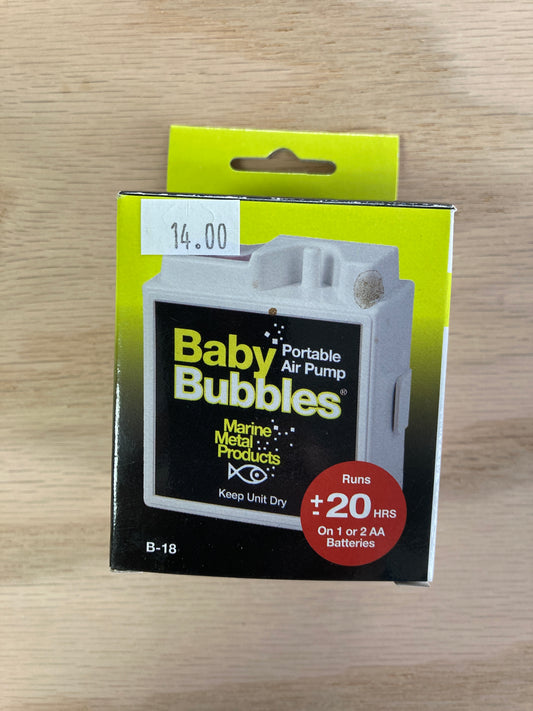 14.00
Baby
Portable
Air Pump
Bubbles®
Marine
Metal
Products
Keep Unit Dry
Runs
± 20 HRS
On 1 or 2 AA
Batteries
B-18